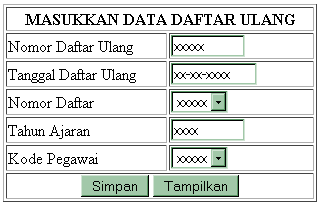 MASUKKAN DATA DAFTAR ULANG
Nomor Daftar Ulang xxxxx
Tanggal Daftar Ulang xx-xx-xxxx
Nomor Daftar xxxxx
Tahun Ajaran xxxx
Kode Pegawai xxxxx
Simpan Tampilkan